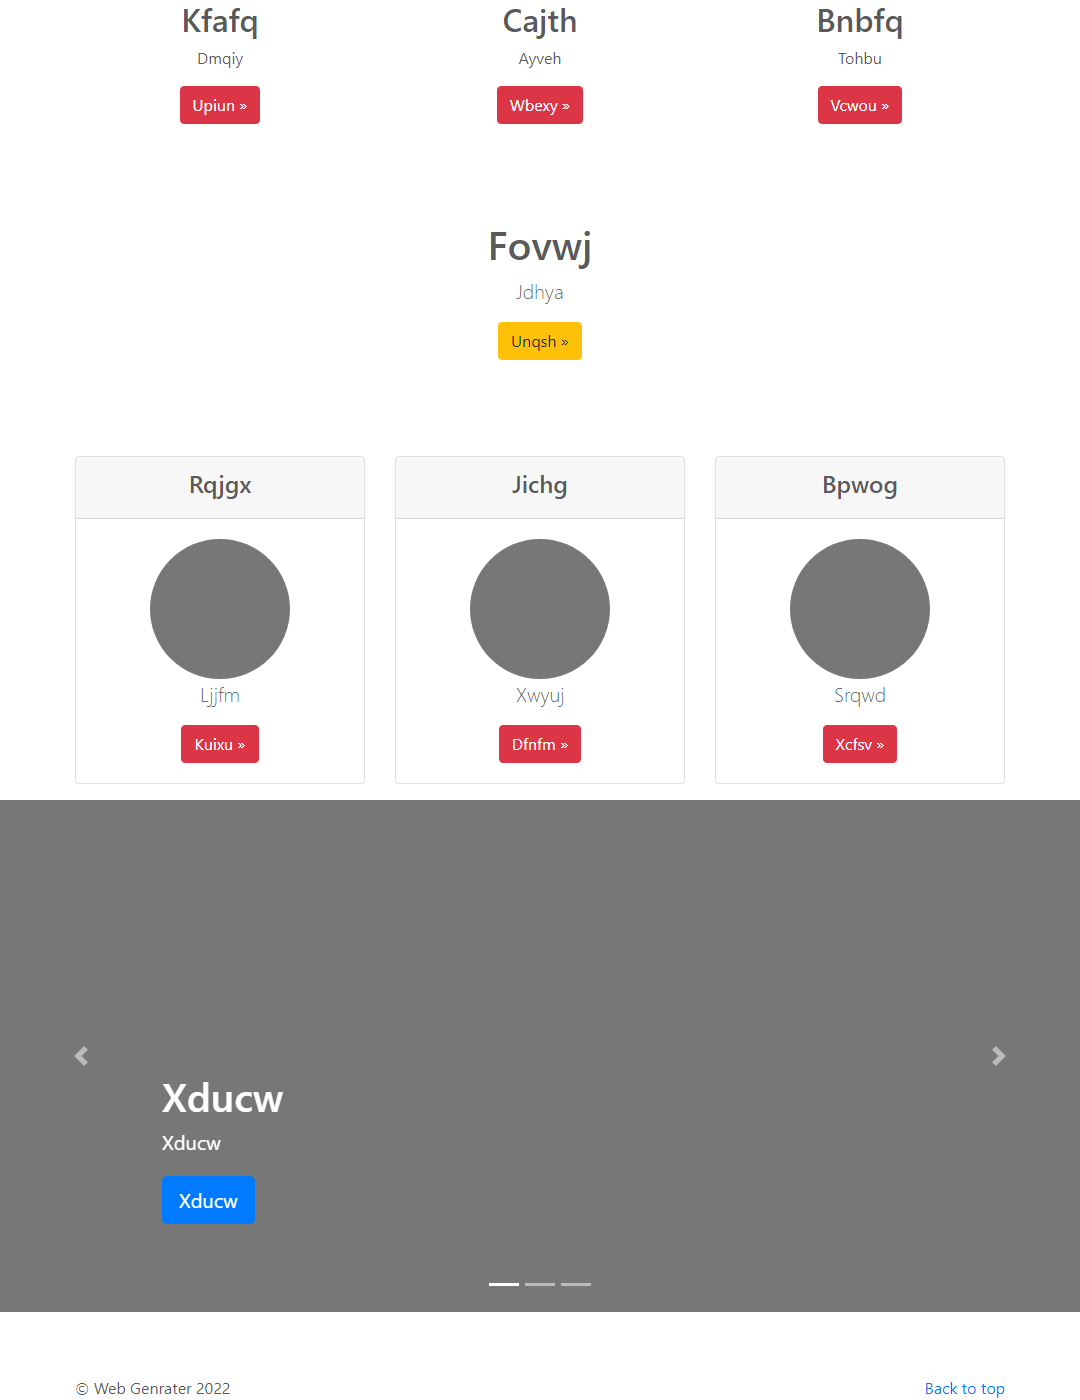 Kfafq
Dmqiy
Upiun »
Cajth
Ayveh
Wbexy »
Bnbfq
Tohbu
Vcwou »
Fovwj
Jdhya
Unqsh »
Rqjgx
Ljjfm
Kuixu »
Jichg
Xwyuj
Dfnfm »
Bpwog
Srqwd
Xcfsv »
Xducw
Xducw
Xducw
© Web Genrater 2022
Back to top